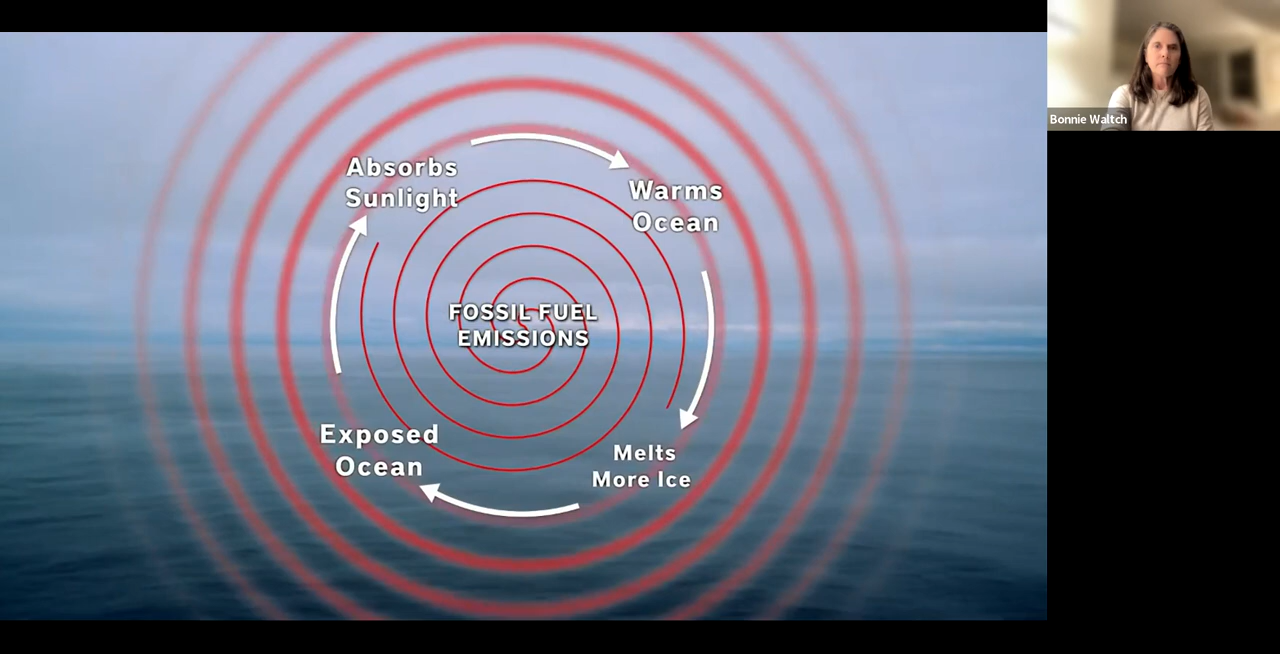 Absorbs
Sunlight
Warms
Ocean
FOSSIL FUEL
EMISSIONS
Exposed
Ocean
Melts
More Ice
Bonnie Waltch